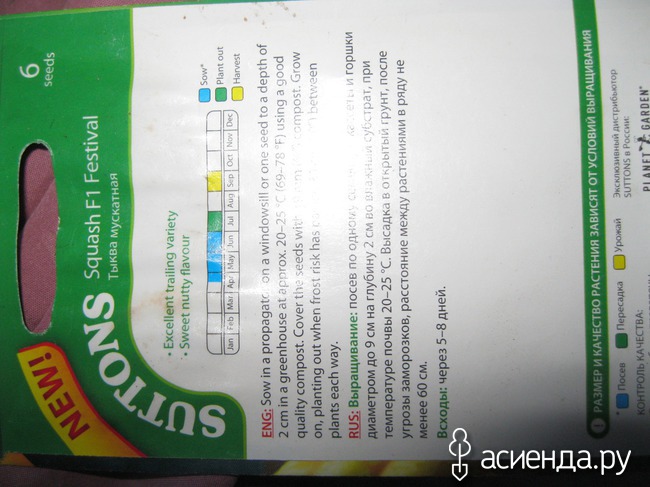 NEW!
SUTTONS
Squash F1 Festival
Тыква мускатная
6
seeds
• Excellent trailing variety
• Sweet nutty flavour
Sow*
Plant out
Harvest
Jan Feb Mar Apr May Jun Jul Aug Sep Oct Nov Dec
ENG: Sow in a propagator on a windowsill or one seed to a depth of
2 cm in a greenhouse at approx. 20–25 °C (69–78 °F) using a good
quality compost. Cover the seeds with compost. Grow
on, planting out when frost risk has between
plants each way.
RUS: Выращивание: посев по одному и горшки
диаметром до 9 см на глубину 2 см во влажный субстрат, при
температуре почвы 20–25 °C. Высадка в открытый грунт, после
угрозы заморозков, расстояние между растениями в ряду не
менее 60 см.
Всходы: через 5–8 дней.
! РАЗМЕР И КАЧЕСТВО РАСТЕНИЯ ЗАВИСЯТ ОТ УСЛОВИЙ ВЫРАЩИВАНИЯ
* Посев Пересадка Урожай
КОНТРОЛЬ КАЧЕСТВА:
Эксклюзивный дистрибьютор
SUTTONS в России:
PLANET GARDEN
асиенда.ру